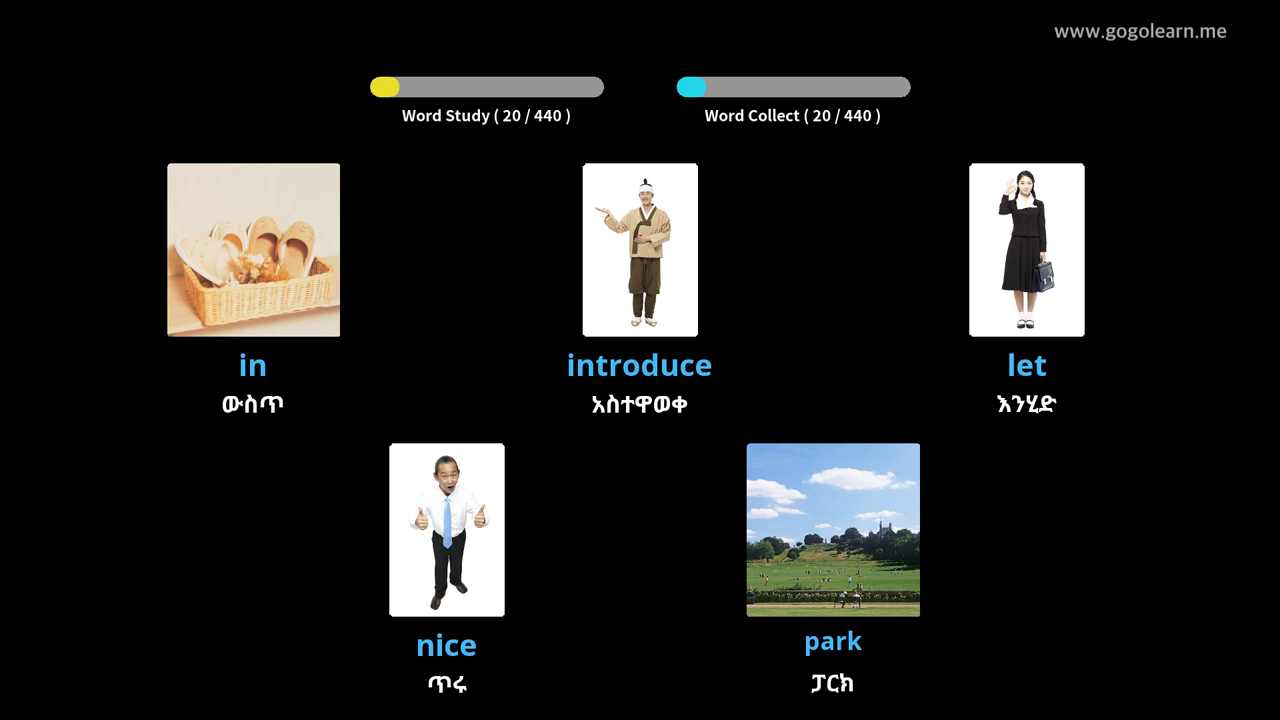 www.gogolearn.me
Word Study ( 20 / 440 )
Word Collect ( 20 / 440 )
in
ውስጥ
introduce
አስተዋወቀ
let
እንሂድ
nice
ጥሩ
park
ፓርክ